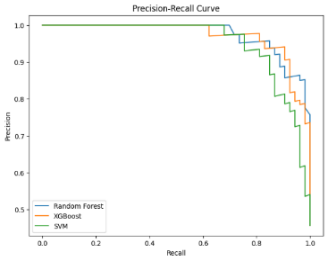 Precision-Recall Curve
Precision
1.0
0.9
0.8
0.7
0.6
0.5
Random Forest
XGBoost
SVM
0.0 0.2 0.4 0.6 0.8 1.0
Recall